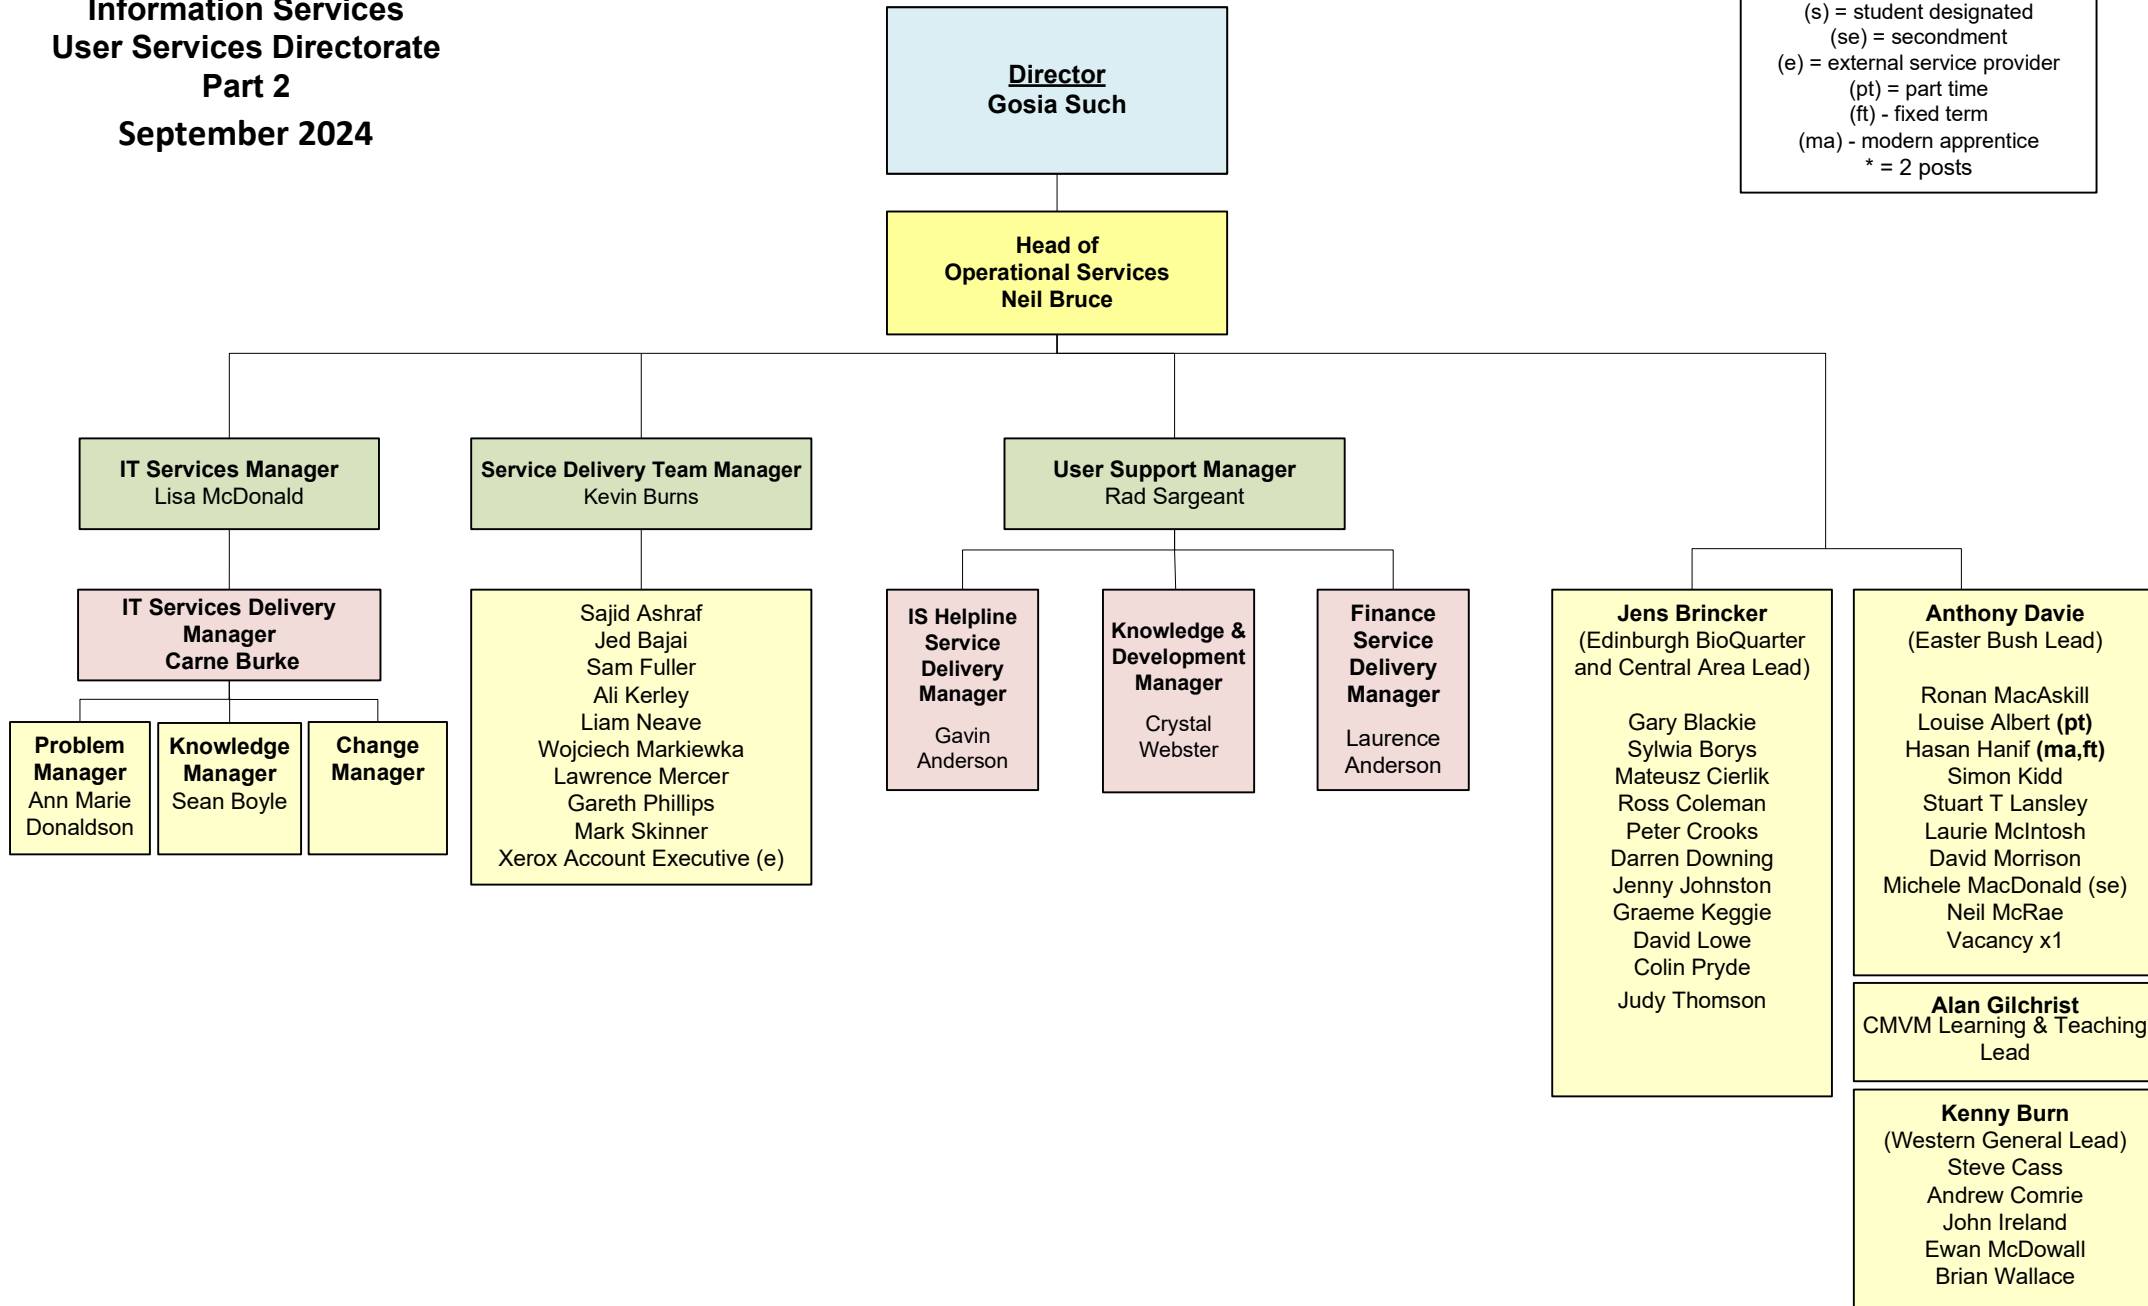 Information Services
User Services Directorate
Part 2
September 2024
Director
Gosia Such
(s) = student designated
(se) = secondment
(e) = external service provider
(pt) = part time
(ft) - fixed term
(ma) - modern apprentice
* = 2 posts
Head of
Operational Services
Neil Bruce
IT Services Manager
Lisa McDonald
Service Delivery Team Manager
Kevin Burns
User Support Manager
Rad Sargeant
IT Services Delivery
Manager
Carne Burke
Problem
Manager
Ann Marie
Donaldson
Knowledge
Manager
Sean Boyle
Change
Manager
Sajid Ashraf
Jed Bajai
Sam Fuller
Ali Kerley
Liam Neave
Wojciech Markiewka
Lawrence Mercer
Gareth Phillips
Mark Skinner
Xerox Account Executive (e)
IS Helpline
Service
Delivery
Manager
Gavin
Anderson
Knowledge &
Development
Manager
Crystal
Webster
Finance
Service
Delivery
Manager
Laurence
Anderson
Jens Brincker
(Edinburgh BioQuarter
and Central Area Lead)
Gary Blackie
Sylwia Borys
Mateusz Cierlik
Ross Coleman
Peter Crooks
Darren Downing
Jenny Johnston
Graeme Keggie
David Lowe
Colin Pryde
Judy Thomson
Anthony Davie
(Easter Bush Lead)
Ronan MacAskill
Louise Albert (pt)
Hasan Hanif (ma,ft)
Simon Kidd
Stuart T Lansley
Laurie McIntosh
David Morrison
Michele MacDonald (se)
Neil McRae
Vacancy x1
Alan Gilchrist
CMVM Learning & Teaching
Lead
Kenny Burn
(Western General Lead)
Steve Cass
Andrew Comrie
John Ireland
Ewan McDowall
Brian Wallace